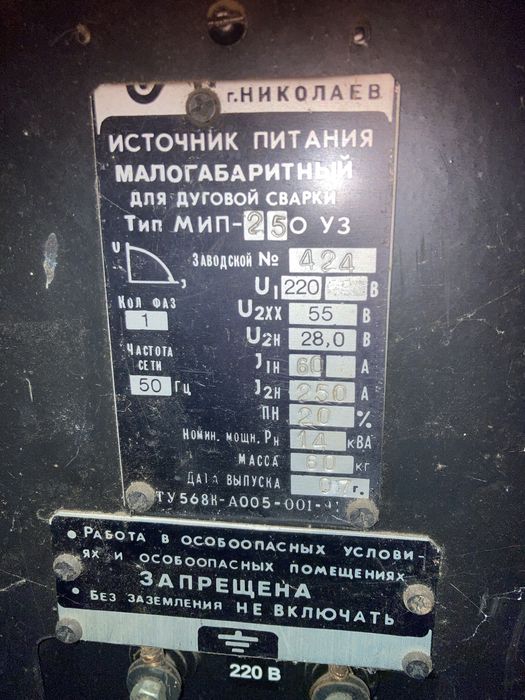 г.НИКОЛАЕВ
ИСТОЧНИК ПИТАНИЯ
МАЛОГАБАРИТНЫЙ
ДЛЯ ДУГОВОЙ СВАРКИ
Тип МИП-250 У3
U
J
ЗАВОДСКОЙ № 424
U1 220 В
Кол ФАЗ
1
U2ХХ 55 В
U2Н 28,0 В
ЧАСТОТА
СЕТИ
50 Гц
J1Н 60 А
J2Н 250 А
ПН 20 %
Номин. мощн. Рн 14 кВА
МАССА 60 кг
ДАТА ВЫПУСКА г.
ТУ568К-А005-001-91
• РАБОТА В ОСОБООПАСНЫХ УСЛОВИ-
ЯХ И ОСОБООПАСНЫХ ПОМЕЩЕНИЯХ
ЗАПРЕЩЕНА
• БЕЗ ЗАЗЕМЛЕНИЯ НЕ ВКЛЮЧАТЬ
220 В